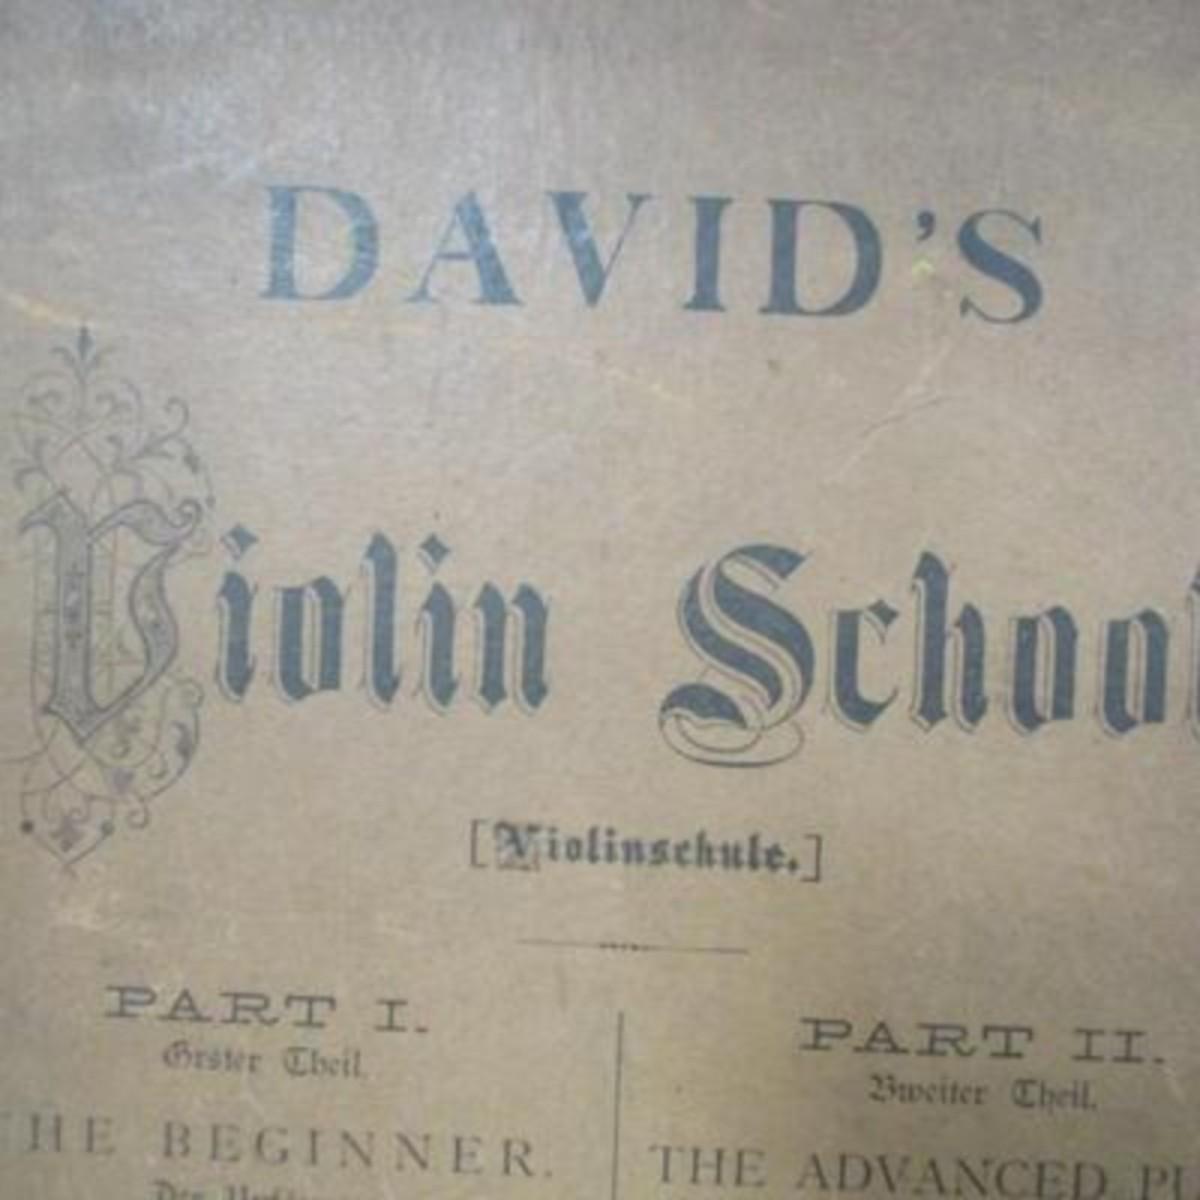 DAVID'S
Violin School
[Violinschule.]
PART I.
Erster Theil.
THE BEGINNER.
PART II.
Zweiter Theil.
THE ADVANCED